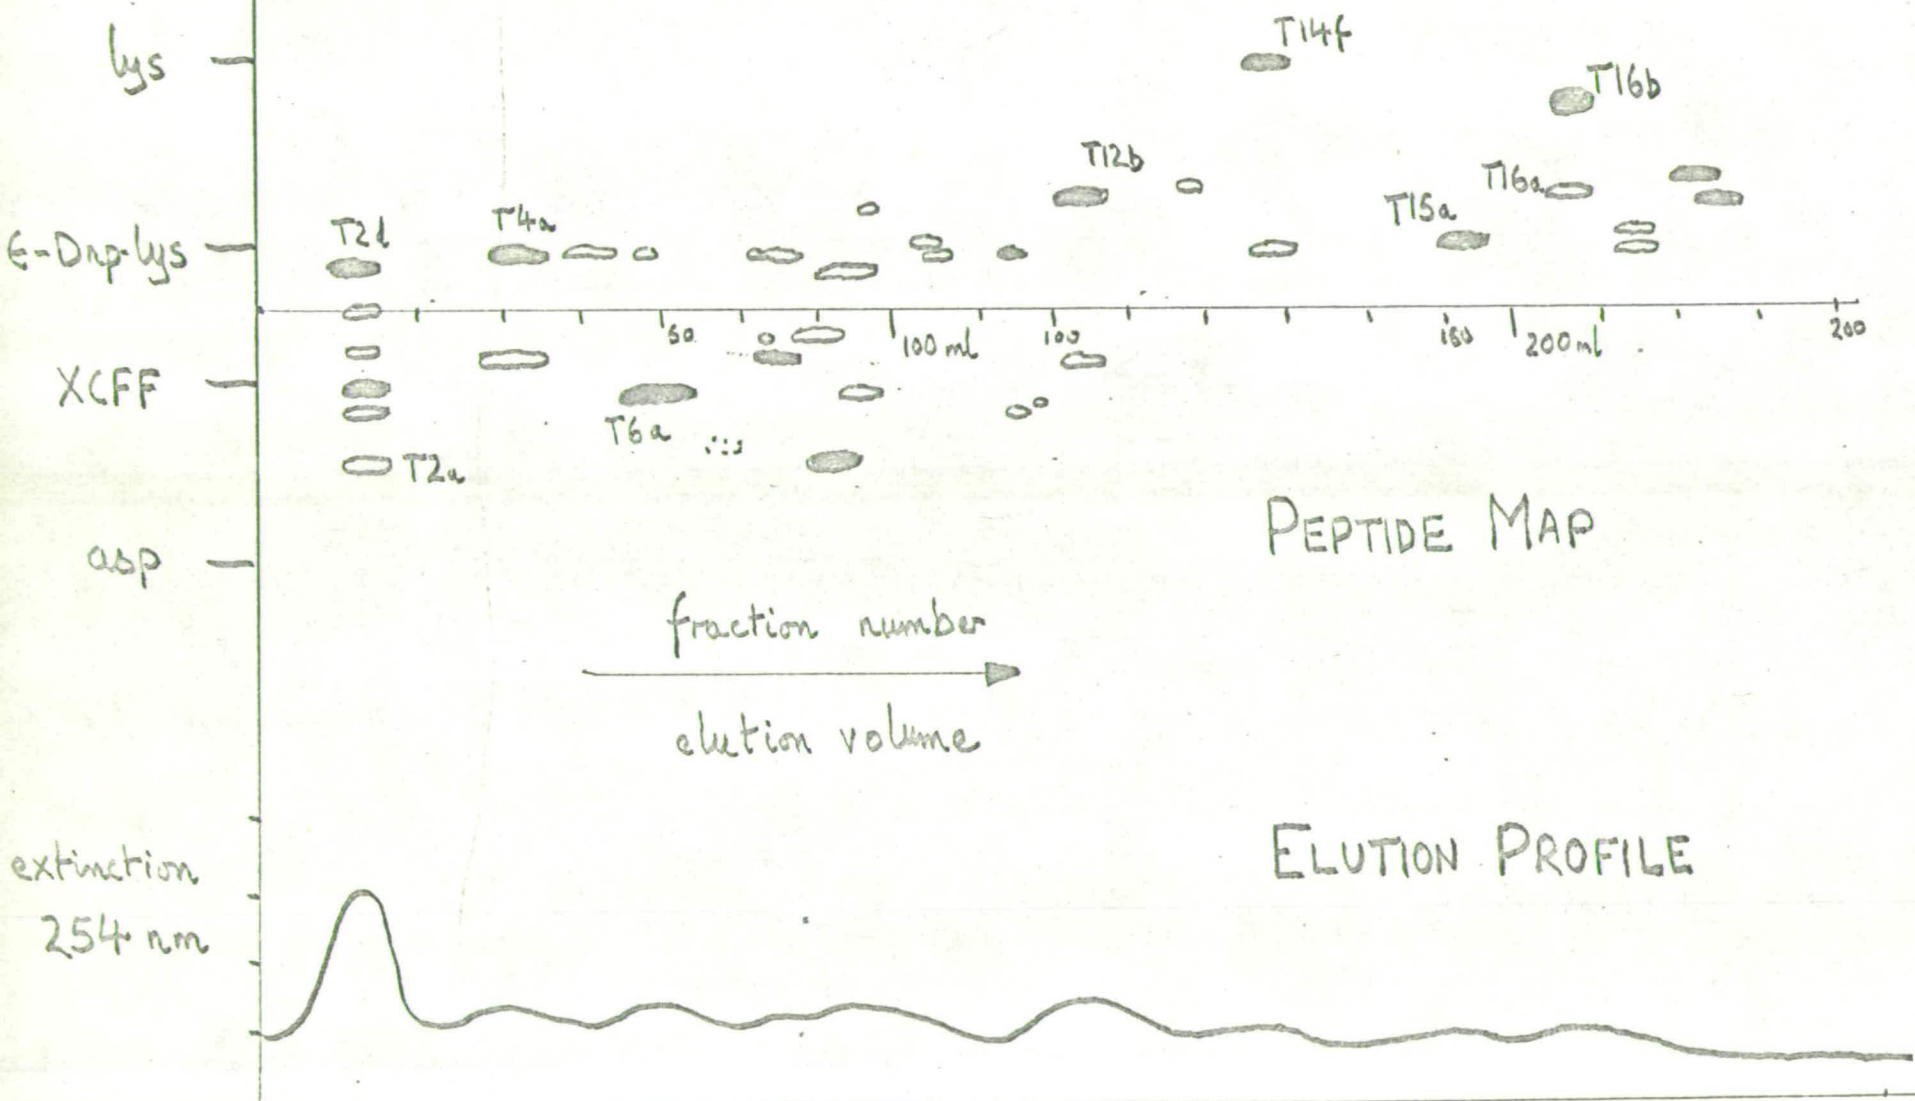 T14f
lys
T16b
T12b
T16a
T15a
T2d
T4a
ε-Dnp-lys
50
100 ml
100
150
200 ml
200
XCFF
T6a
T2a
PEPTIDE MAP
asp
fraction number
elution volume
ELUTION PROFILE
extinction
254 nm